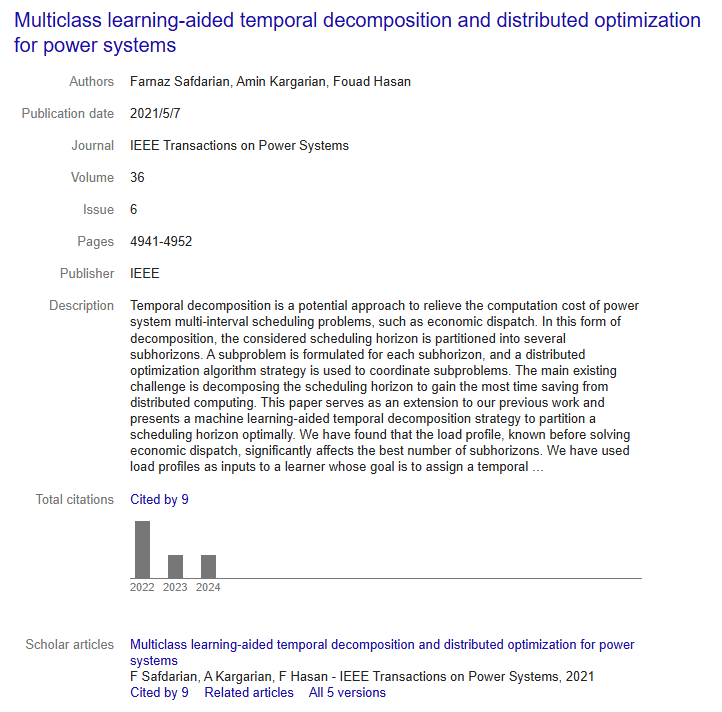 Multiclass learning-aided temporal decomposition and distributed optimization
for power systems
Authors Farnaz Safdarian, Amin Kargarian, Fouad Hasan
Publication date 2021/5/7
Journal IEEE Transactions on Power Systems
Volume 36
Issue 6
Pages 4941-4952
Publisher IEEE
Description Temporal decomposition is a potential approach to relieve the computation cost of power
system multi-interval scheduling problems, such as economic dispatch. In this form of
decomposition, the considered scheduling horizon is partitioned into several
subhorizons. A subproblem is formulated for each subhorizon, and a distributed
optimization algorithm strategy is used to coordinate subproblems. The main existing
challenge is decomposing the scheduling horizon to gain the most time saving from
distributed computing. This paper serves as an extension to our previous work and
presents a machine learning-aided temporal decomposition strategy to partition a
scheduling horizon optimally. We have found that the load profile, known before solving
economic dispatch, significantly affects the best number of subhorizons. We have used
load profiles as inputs to a learner whose goal is to assign a temporal …
Total citations Cited by 9
2022 2023 2024
Scholar articles Multiclass learning-aided temporal decomposition and distributed optimization for power
systems
F Safdarian, A Kargarian, F Hasan - IEEE Transactions on Power Systems, 2021
Cited by 9 Related articles All 5 versions